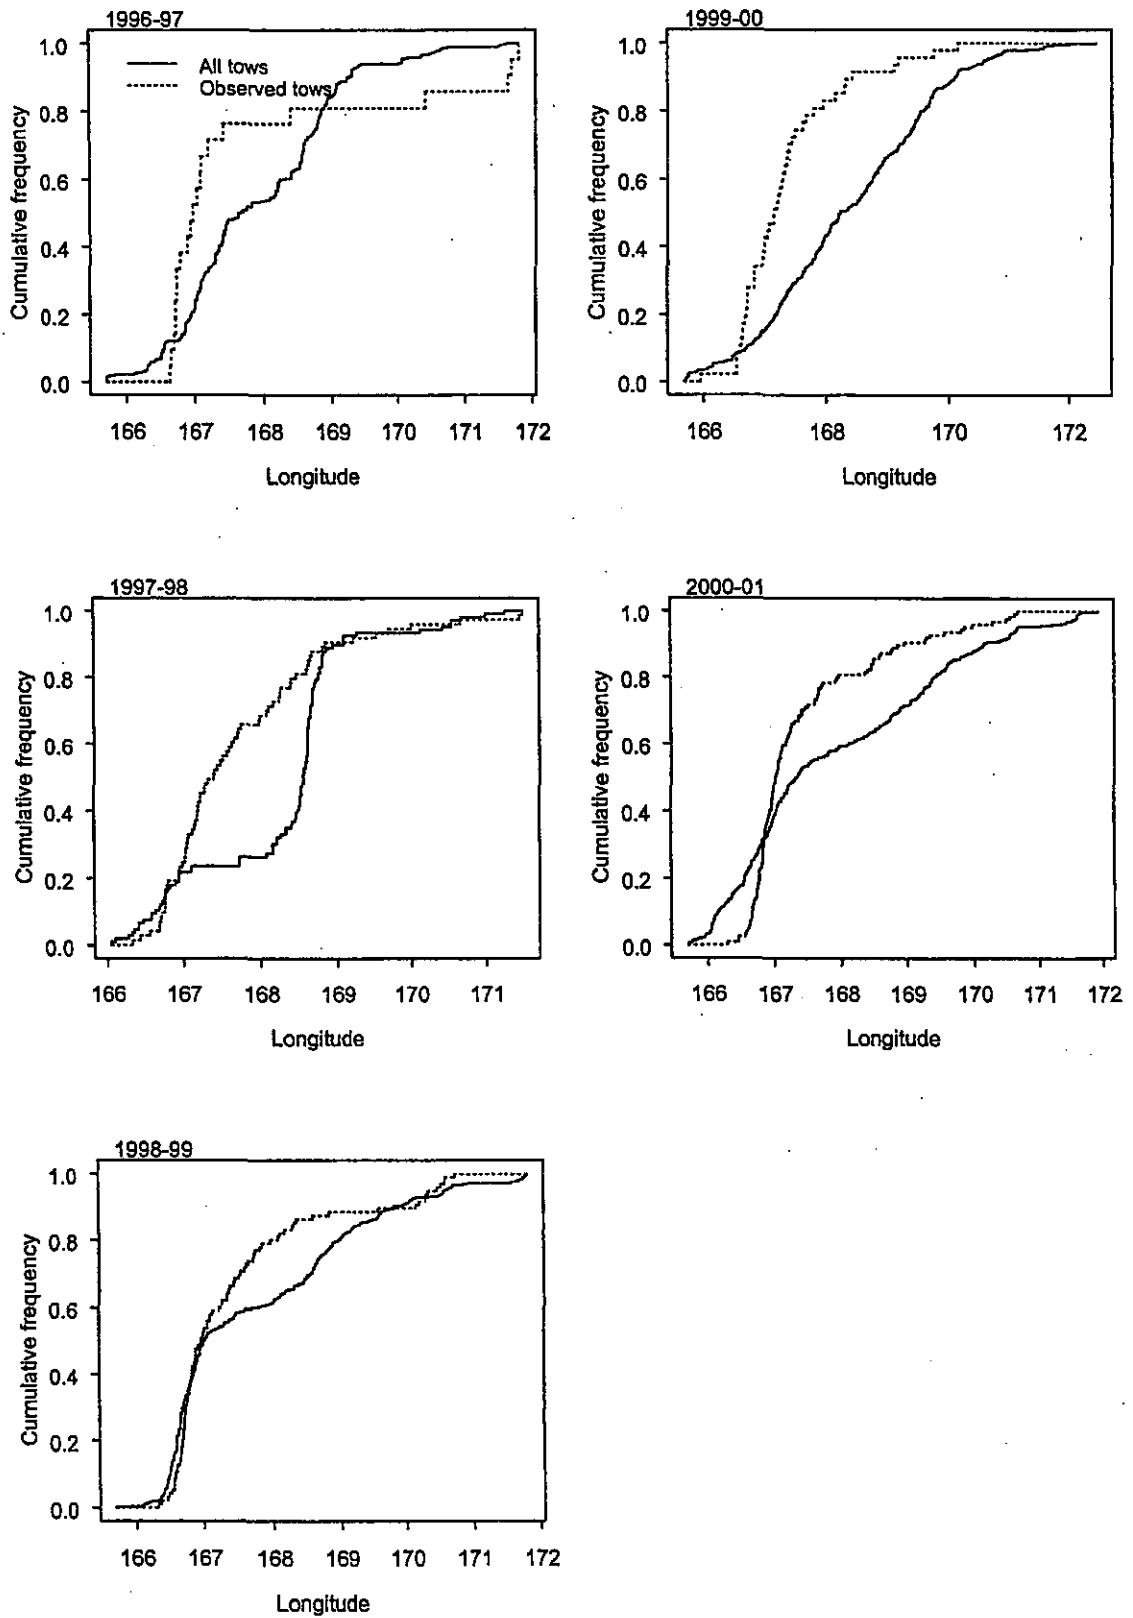 1996-97
All tows
Observed tows
Cumulative frequency
1.0
0.8
0.6
0.4
0.2
0.0
166 167 168 169 170 171 172
Longitude
1999-00
Cumulative frequency
1.0
0.8
0.6
0.4
0.2
0.0
166 168 170 172
Longitude
1997-98
Cumulative frequency
1.0
0.8
0.6
0.4
0.2
0.0
166 167 168 169 170 171
Longitude
2000-01
Cumulative frequency
1.0
0.8
0.6
0.4
0.2
0.0
166 167 168 169 170 171 172
Longitude
1998-99
Cumulative frequency
1.0
0.8
0.6
0.4
0.2
0.0
166 167 168 169 170 171 172
Longitude